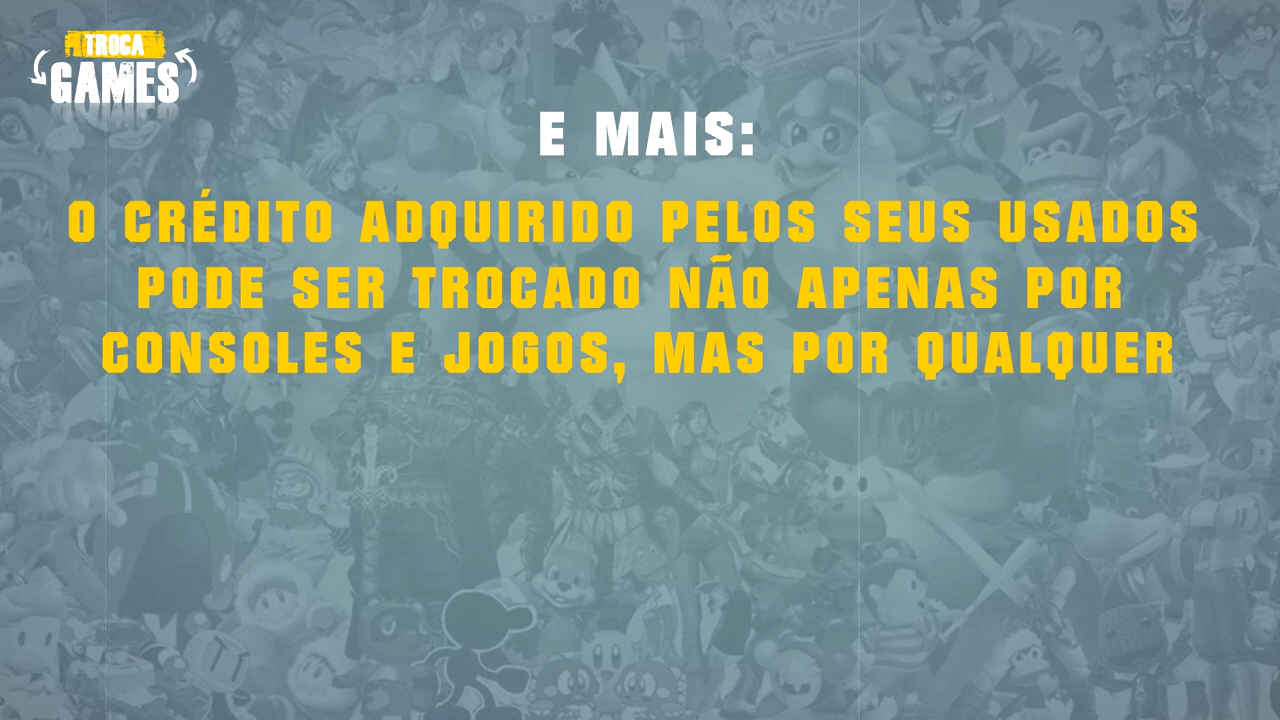 TROCA
GAMES
E MAIS:
O CRÉDITO ADQUIRIDO PELOS SEUS USADOS
PODE SER TROCADO NÃO APENAS POR
CONSOLES E JOGOS, MAS POR QUALQUER